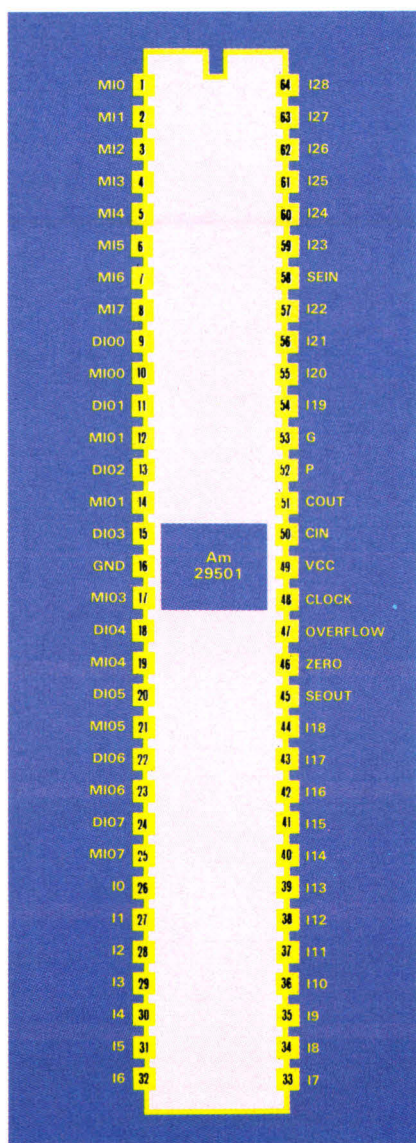 MI0 1 64 I28
MI1 2 63 I27
MI2 3 62 I26
MI3 4 61 I25
MI4 5 60 I24
MI5 6 59 I23
MI6 7 58 SEIN
MI7 8 57 I22
DIO0 9 56 I21
MIO0 10 55 I20
DIO1 11 54 I19
MIO1 12 53 G
DIO2 13 52 P
MIO1 14 51 COUT
DIO3 15 50 CIN
GND 16 49 VCC
MIO3 17 48 CLOCK
DIO4 18 47 OVERFLOW
MIO4 19 46 ZERO
DIO5 20 45 SEOUT
MIO5 21 44 I18
DIO6 22 43 I17
MIO6 23 42 I16
DIO7 24 41 I15
MIO7 25 40 I14
I0 26 39 I13
I1 27 38 I12
I2 28 37 I11
I3 29 36 I10
I4 30 35 I9
I5 31 34 I8
I6 32 33 I7
Am
29501